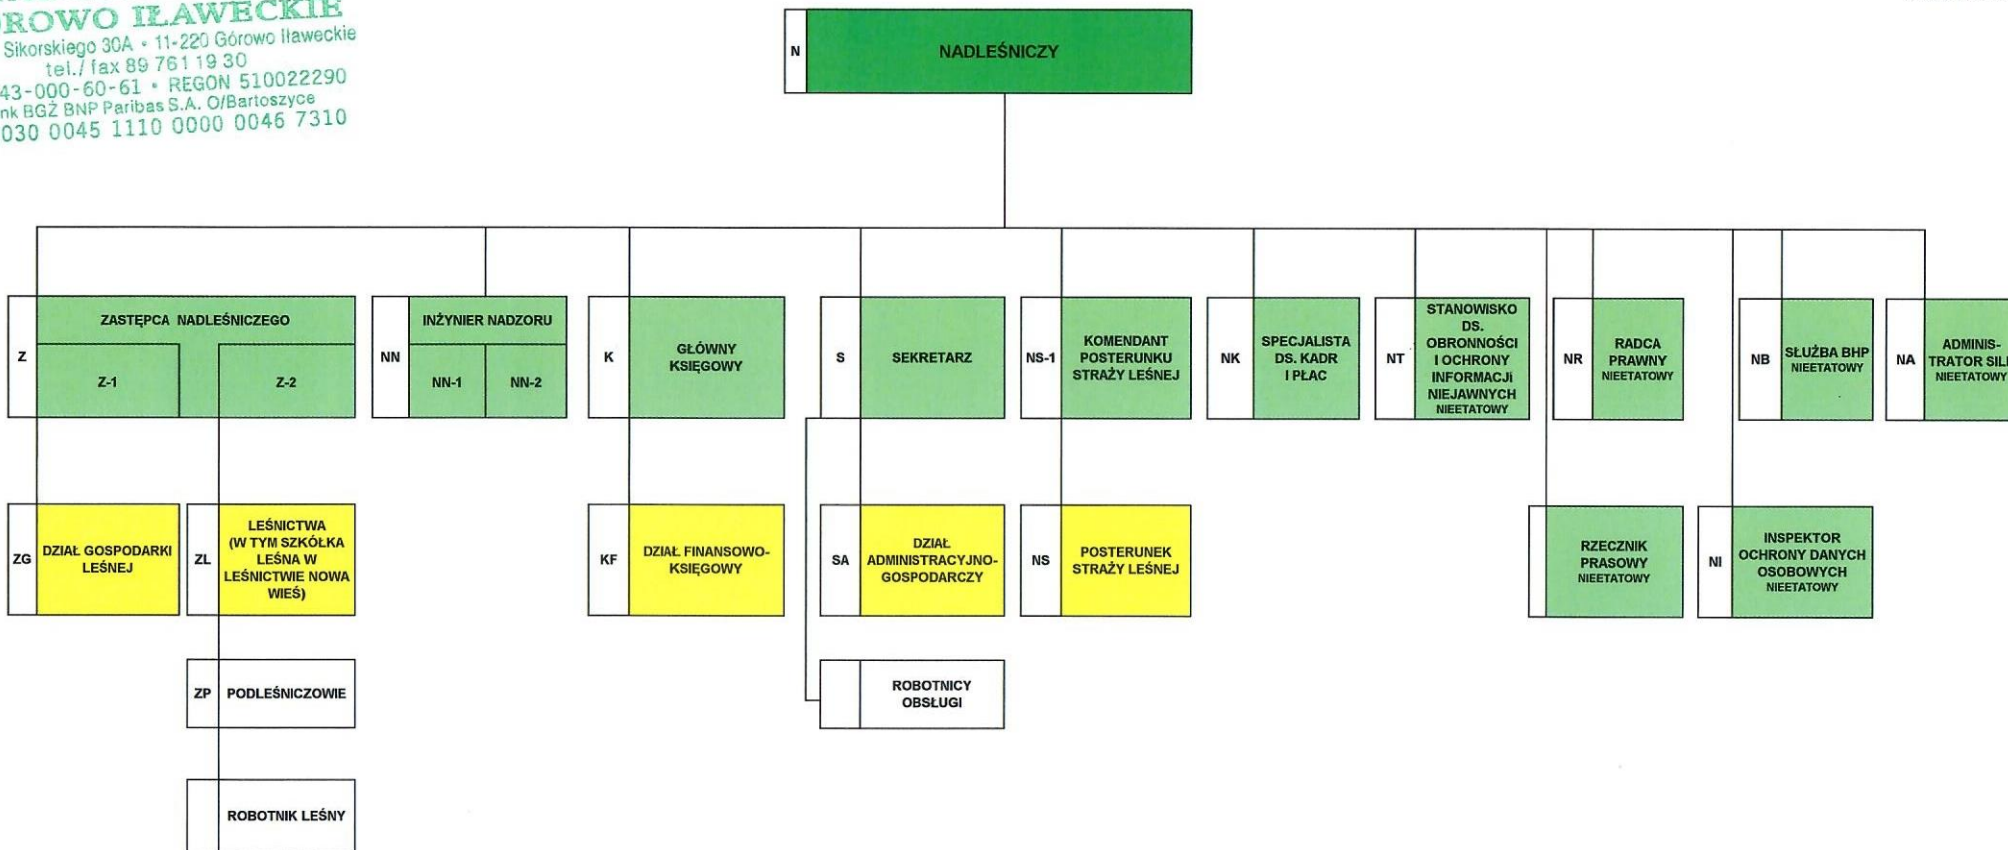 ROWO IŁAWECKIE
Sikorskiego 30A • 11-220 Górowo Iławeckie
tel./ fax 89 761 19 30
43-000-60-61 • REGON 510022290
nk BGŻ BNP Paribas S.A. O/Bartoszyce
030 0045 1110 0000 0046 7310
N
NADLEŚNICZY
Z
ZASTĘPCA NADLEŚNICZEGO
Z-1
Z-2
NN
INŻYNIER NADZORU
NN-1
NN-2
K
GŁÓWNY
KSIĘGOWY
S
SEKRETARZ
NS-1
KOMENDANT
POSTERUNKU
STRAŻY LEŚNEJ
NK
SPECJALISTA
DS. KADR
I PŁAC
NT
STANOWISKO
DS.
OBRONNOŚCI
I OCHRONY
INFORMACJI
NIEJAWNYCH
NIEETATOWY
NR
RADCA
PRAWNY
NIEETATOWY
NB
SŁUŻBA BHP
NIEETATOWY
NA
ADMINIS-
TRATOR SILP
NIEETATOWY
ZG
DZIAŁ GOSPODARKI
LEŚNEJ
ZL
LEŚNICTWA
(W TYM SZKÓŁKA
LEŚNA W
LEŚNICTWIE NOWA
WIEŚ)
KF
DZIAŁ FINANSOWO-
KSIĘGOWY
SA
DZIAŁ
ADMINISTRACYJNO-
GOSPODARCZY
NS
POSTERUNEK
STRAŻY LEŚNEJ
RZECZNIK
PRASOWY
NIEETATOWY
NI
INSPEKTOR
OCHRONY DANYCH
OSOBOWYCH
NIEETATOWY
ZP
PODLEŚNICZOWIE
ROBOTNICY
OBSŁUGI
ROBOTNIK LEŚNY